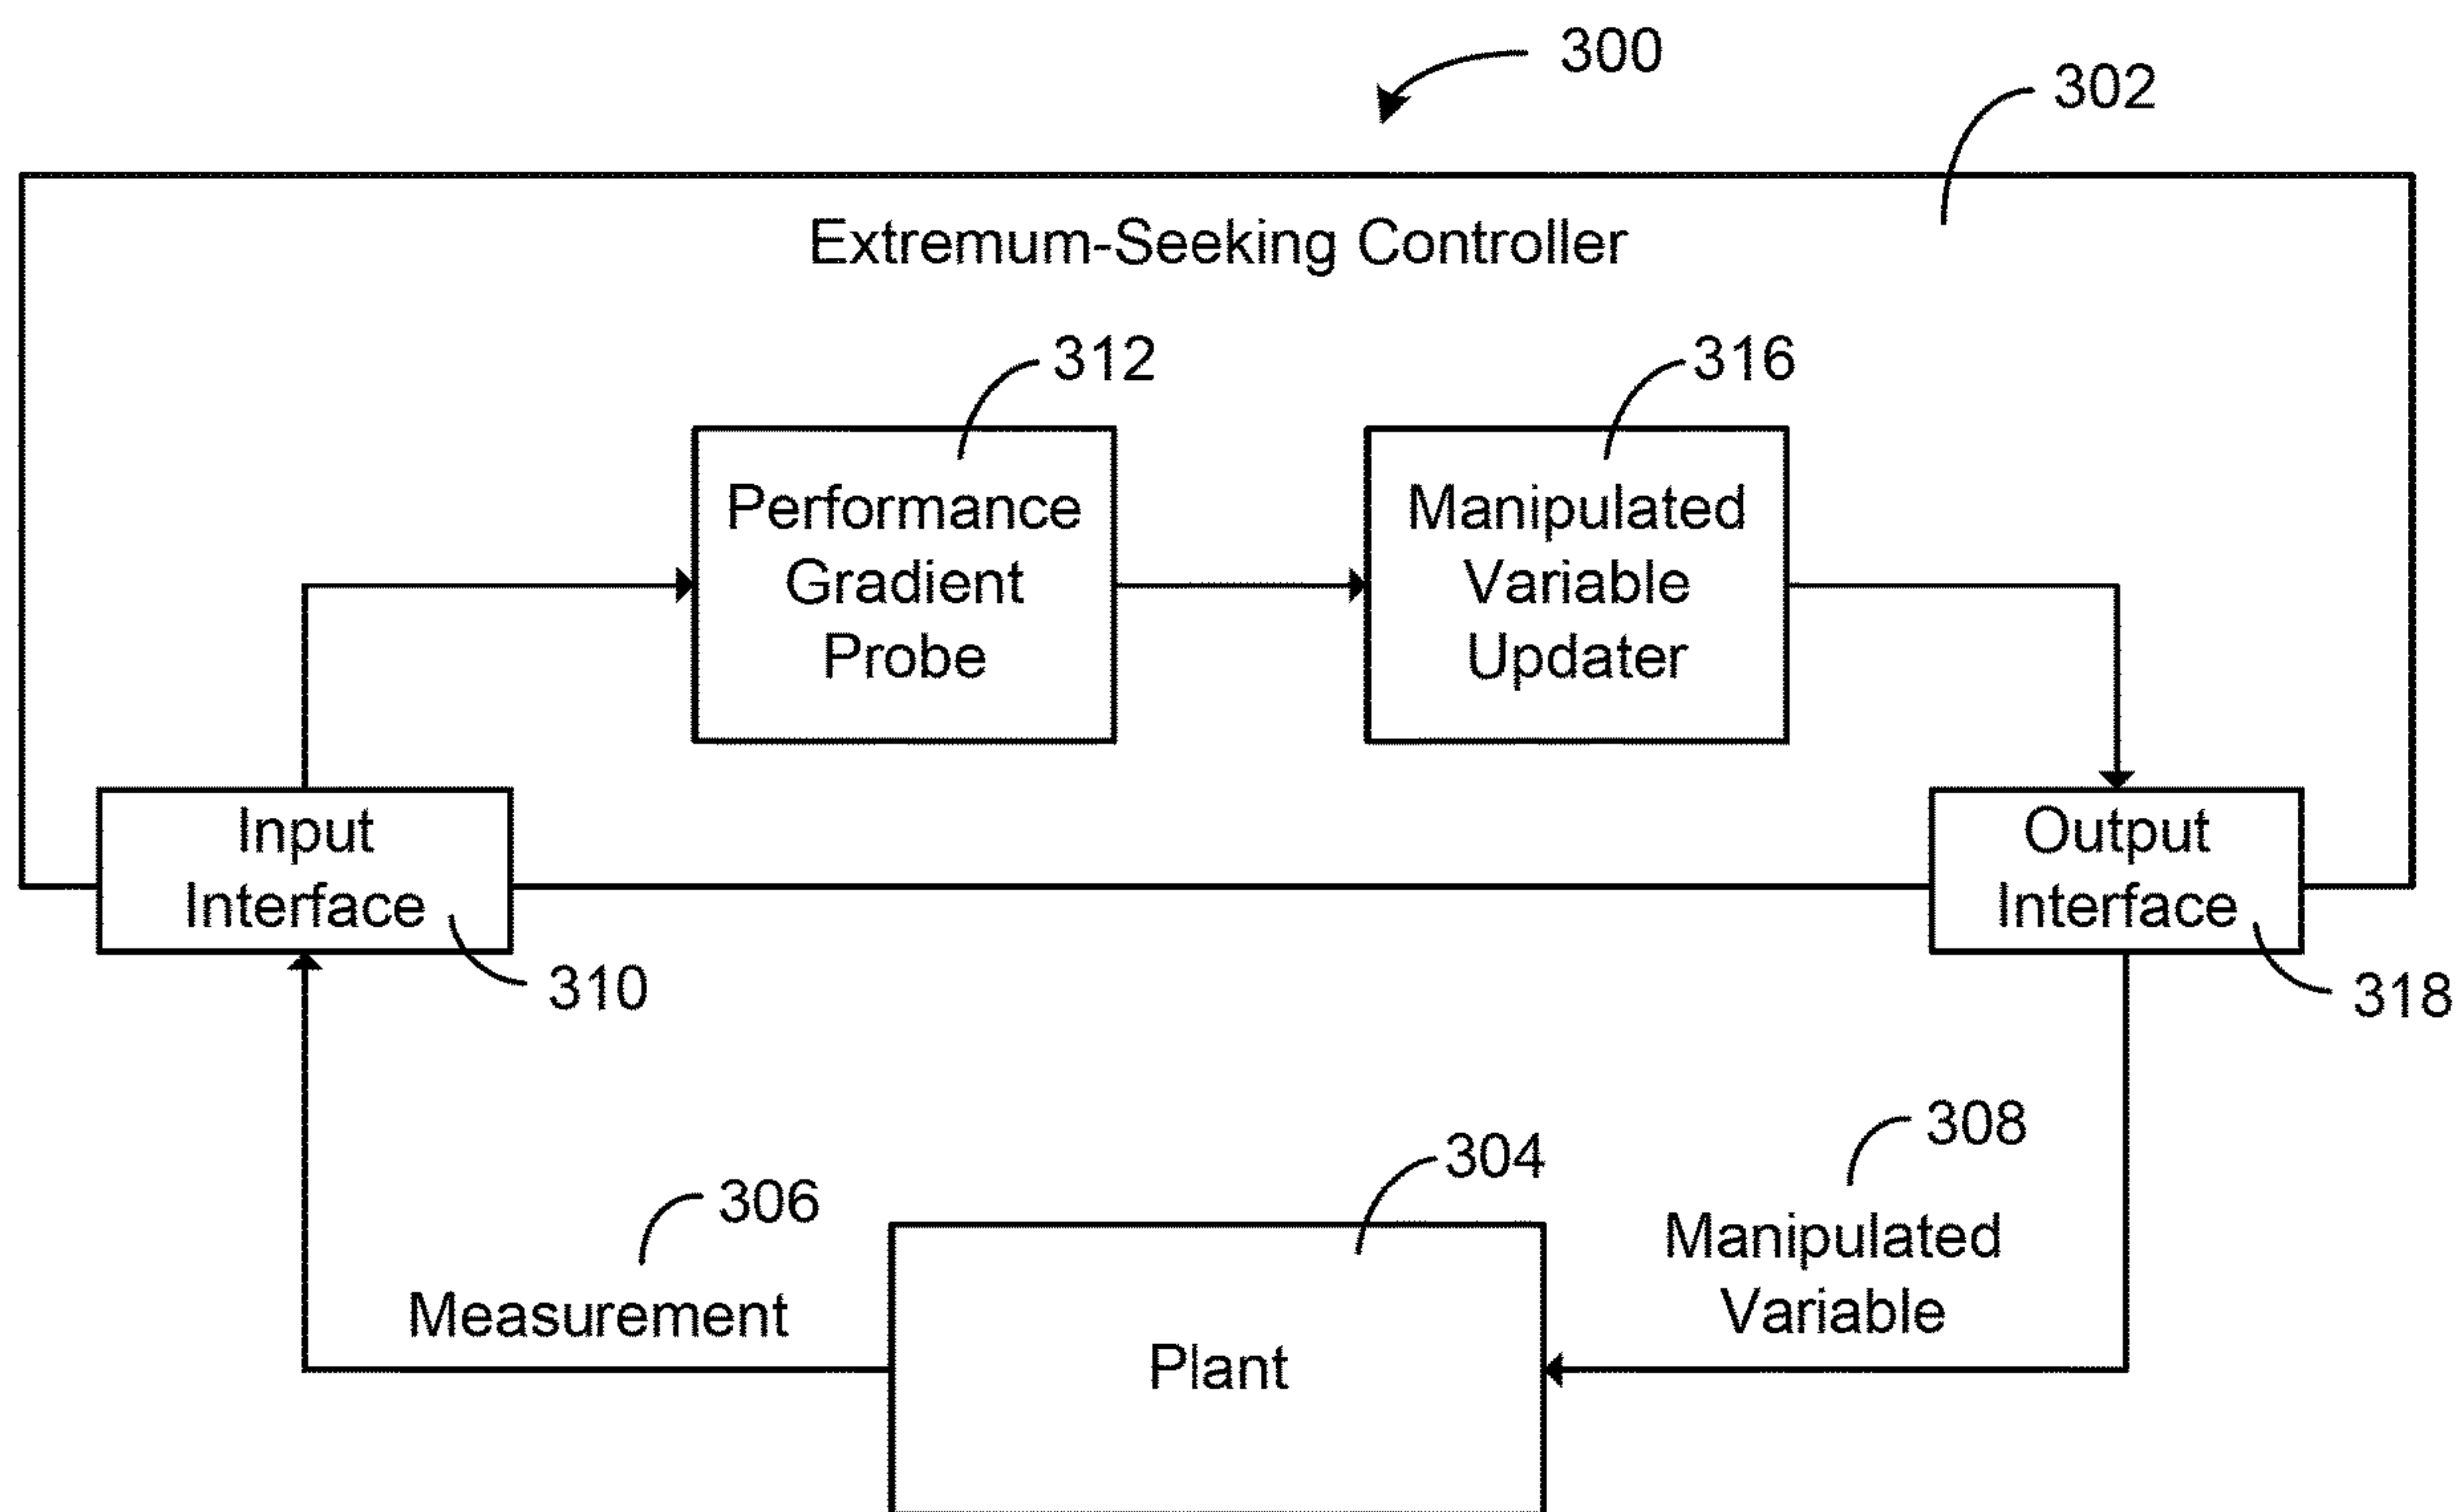 300
302
Extremum-Seeking Controller
312
316
Performance
Gradient
Probe
Manipulated
Variable
Updater
Input
Interface
Output
Interface
310
318
308
304
306
Manipulated
Variable
Measurement
Plant